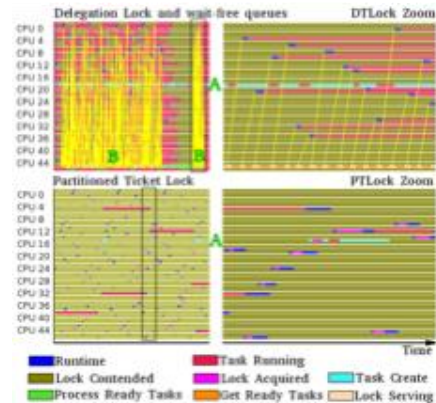 Delegation Lock and wait-free queues DTLock Zoom
CPU 0
CPU 4
CPU 8
CPU 12
CPU 16
CPU 20
CPU 24
CPU 28
CPU 32
CPU 36
CPU 40
CPU 44
A
B B
Partitioned Ticket Lock PTLock Zoom
CPU 0
CPU 4
CPU 8
CPU 12
CPU 16
CPU 20
CPU 24
CPU 28
CPU 32
CPU 36
CPU 40
CPU 44
A
Time
Runtime Task Running
Lock Contended Lock Acquired Task Create
Process Ready Tasks Get Ready Tasks Lock Serving